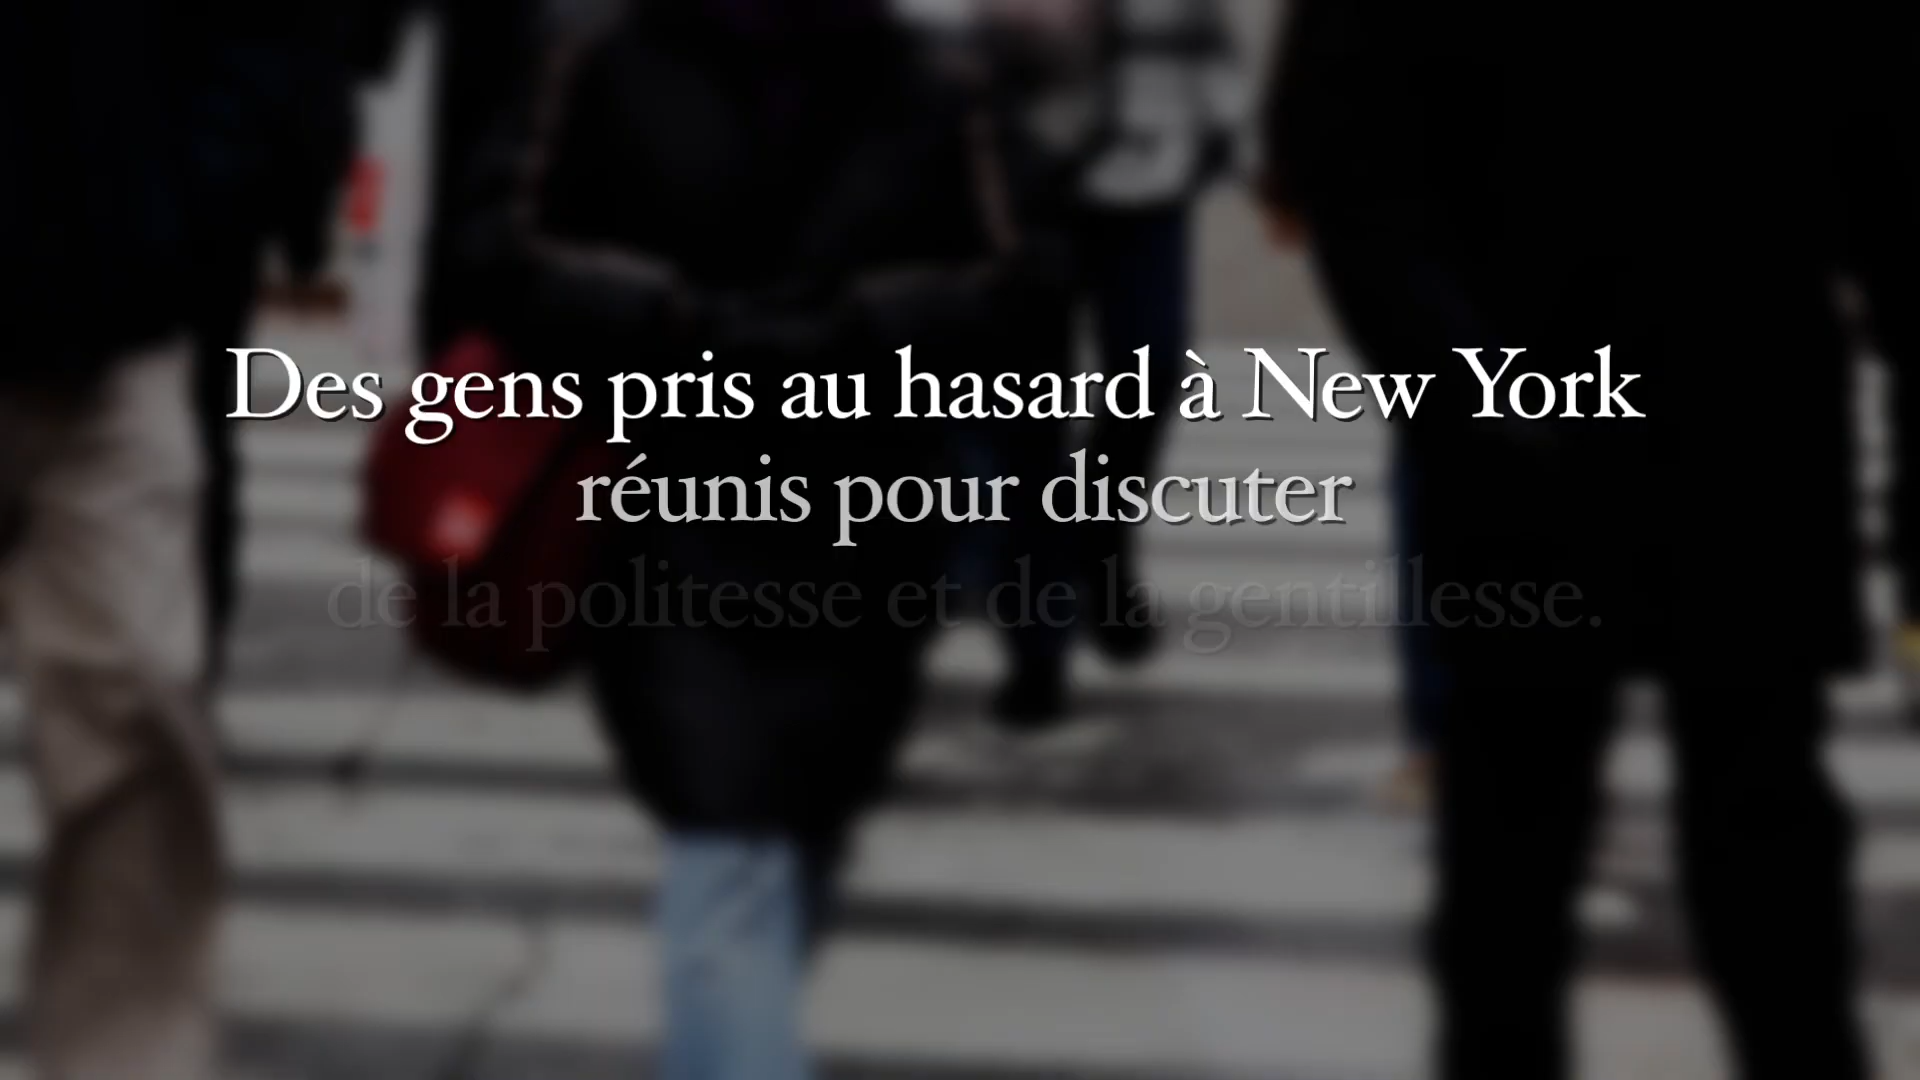 Des gens pris au hasard à New York
réunis pour discuter
de la politesse et de la gentillesse.